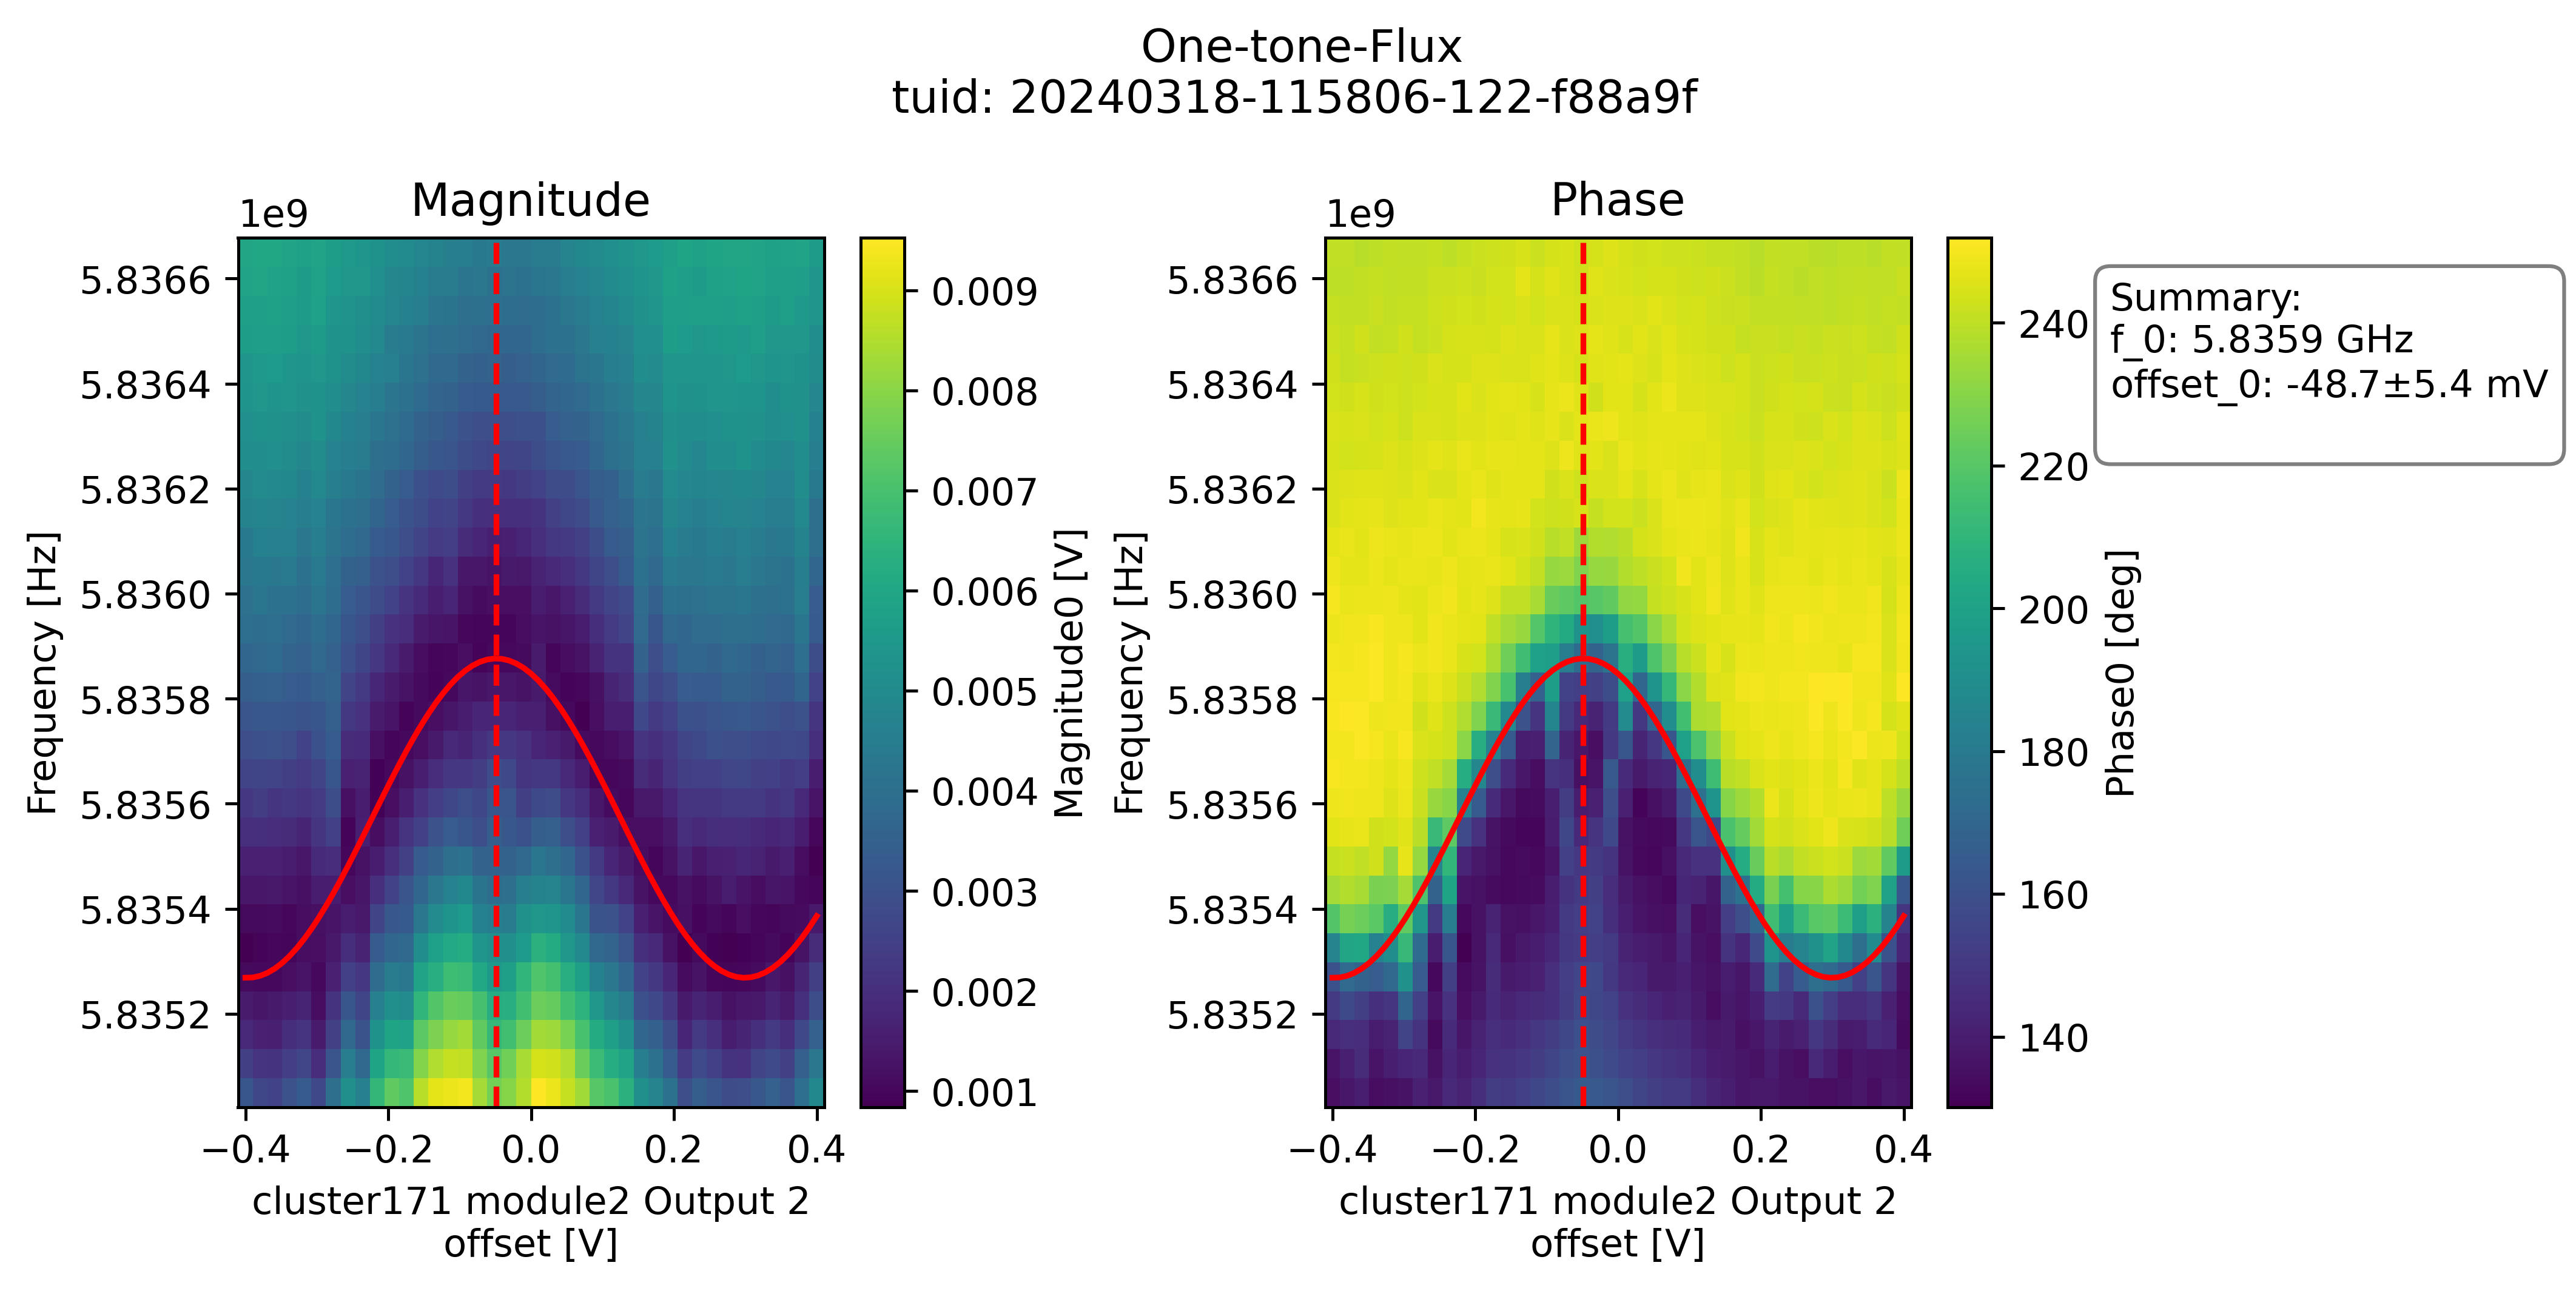 One-tone-Flux
tuid: 20240318-115806-122-f88a9f
Magnitude
1e9
5.8366
5.8364
5.8362
5.8360
5.8358
5.8356
5.8354
5.8352
Frequency [Hz]
−0.4
−0.2
0.0
0.2
0.4
cluster171 module2 Output 2
offset [V]
0.009
0.008
0.007
0.006
0.005
0.004
0.003
0.002
0.001
Magnitude0 [V]
Phase
1e9
5.8366
5.8364
5.8362
5.8360
5.8358
5.8356
5.8354
5.8352
Frequency [Hz]
−0.4
−0.2
0.0
0.2
0.4
cluster171 module2 Output 2
offset [V]
240
220
200
180
160
140
Phase0 [deg]
Summary:
f_0: 5.8359 GHz
offset_0: -48.7±5.4 mV